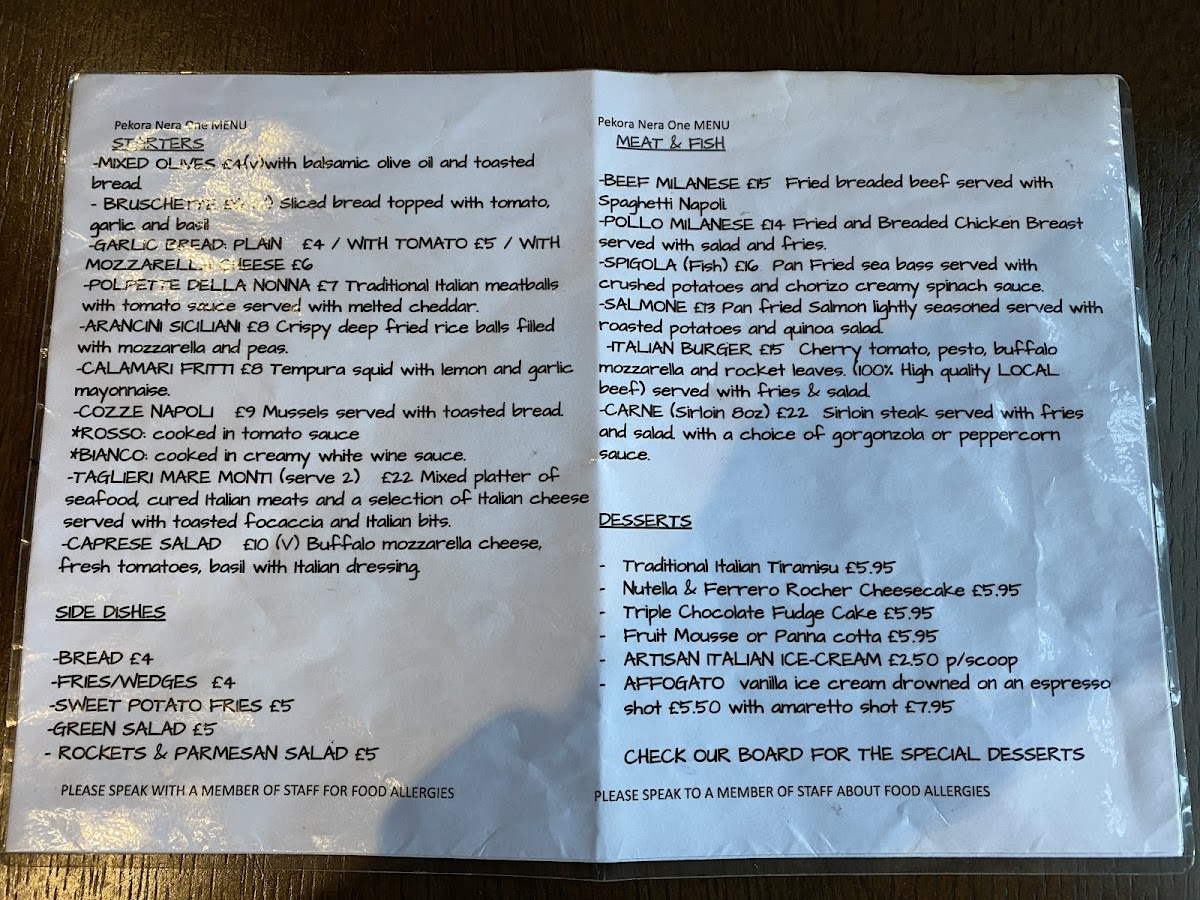 Pekora Nera One MENU
STARTERS
-MIXED OLIVES £4(v)with balsamic olive oil and toasted
bread.
- BRUSCHETTE Sliced bread topped with tomato,
garlic and basil
-GARLIC BREAD: PLAIN £4 / WITH TOMATO £5 / WITH
MOZZARELLA CHEESE £6
-POLPETTE DELLA NONNA £7 Traditional Italian meatballs
with tomato sauce served with melted cheddar.
-ARANCINI SICILIANI £8 Crispy deep fried rice balls filled
with mozzarella and peas.
-CALAMARI FRITTI £8 Tempura squid with lemon and garlic
mayonnaise.
-COZZE NAPOLI £9 Mussels served with toasted bread.
*ROSSO: cooked in tomato sauce
*BIANCO: cooked in creamy white wine sauce.
-TAGLIERI MARE MONTI (serve 2) £22 Mixed platter of
seafood, cured Italian meats and a selection of Italian cheese
served with toasted focaccia and Italian bits.
-CAPRESE SALAD £10 (V) Buffalo mozzarella cheese,
fresh tomatoes, basil with Italian dressing.
SIDE DISHES
-BREAD £4
-FRIES/WEDGES £4
-SWEET POTATO FRIES £5
-GREEN SALAD £5
- ROCKETS & PARMESAN SALAD £5
PLEASE SPEAK WITH A MEMBER OF STAFF FOR FOOD ALLERGIES
Pekora Nera One MENU
MEAT & FISH
-BEEF MILANESE £15 Fried breaded beef served with
Spaghetti Napoli.
-POLLO MILANESE £14 Fried and Breaded Chicken Breast
served with salad and fries.
-SPIGOLA (Fish) £16 Pan Fried sea bass served with
crushed potatoes and chorizo creamy spinach sauce.
-SALMONE £13 Pan fried Salmon lightly seasoned served with
roasted potatoes and quinoa salad.
-ITALIAN BURGER £15 Cherry tomato, pesto, buffalo
mozzarella and rocket leaves. (100% High quality LOCAL
beef) served with fries & salad.
-CARNE (Sirloin 8oz) £22 Sirloin steak served with fries
and salad. with a choice of gorgonzola or peppercorn
sauce.
DESSERTS
- Traditional Italian Tiramisu £5.95
- Nutella & Ferrero Rocher Cheesecake £5.95
- Triple Chocolate Fudge Cake £5.95
- Fruit Mousse or Panna cotta £5.95
- ARTISAN ITALIAN ICE-CREAM £2.50 p/scoop
- AFFOGATO vanilla ice cream drowned on an espresso
shot £5.50 with amaretto shot £7.95
CHECK OUR BOARD FOR THE SPECIAL DESSERTS
PLEASE SPEAK TO A MEMBER OF STAFF ABOUT FOOD ALLERGIES